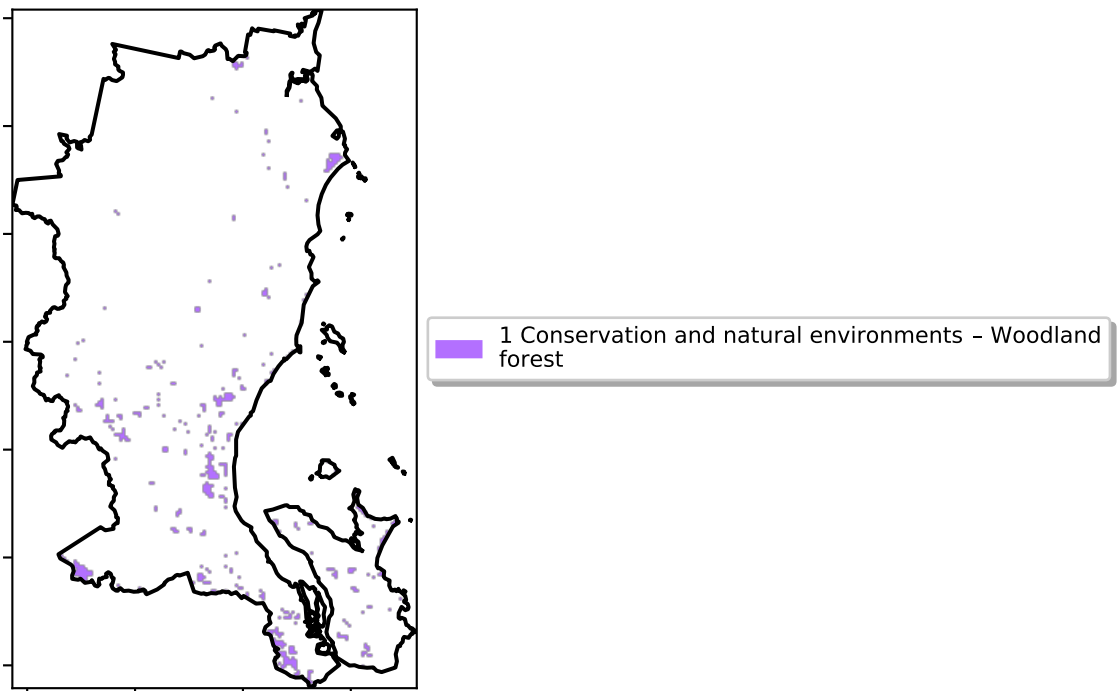 1 Conservation and natural environments – Woodland
forest